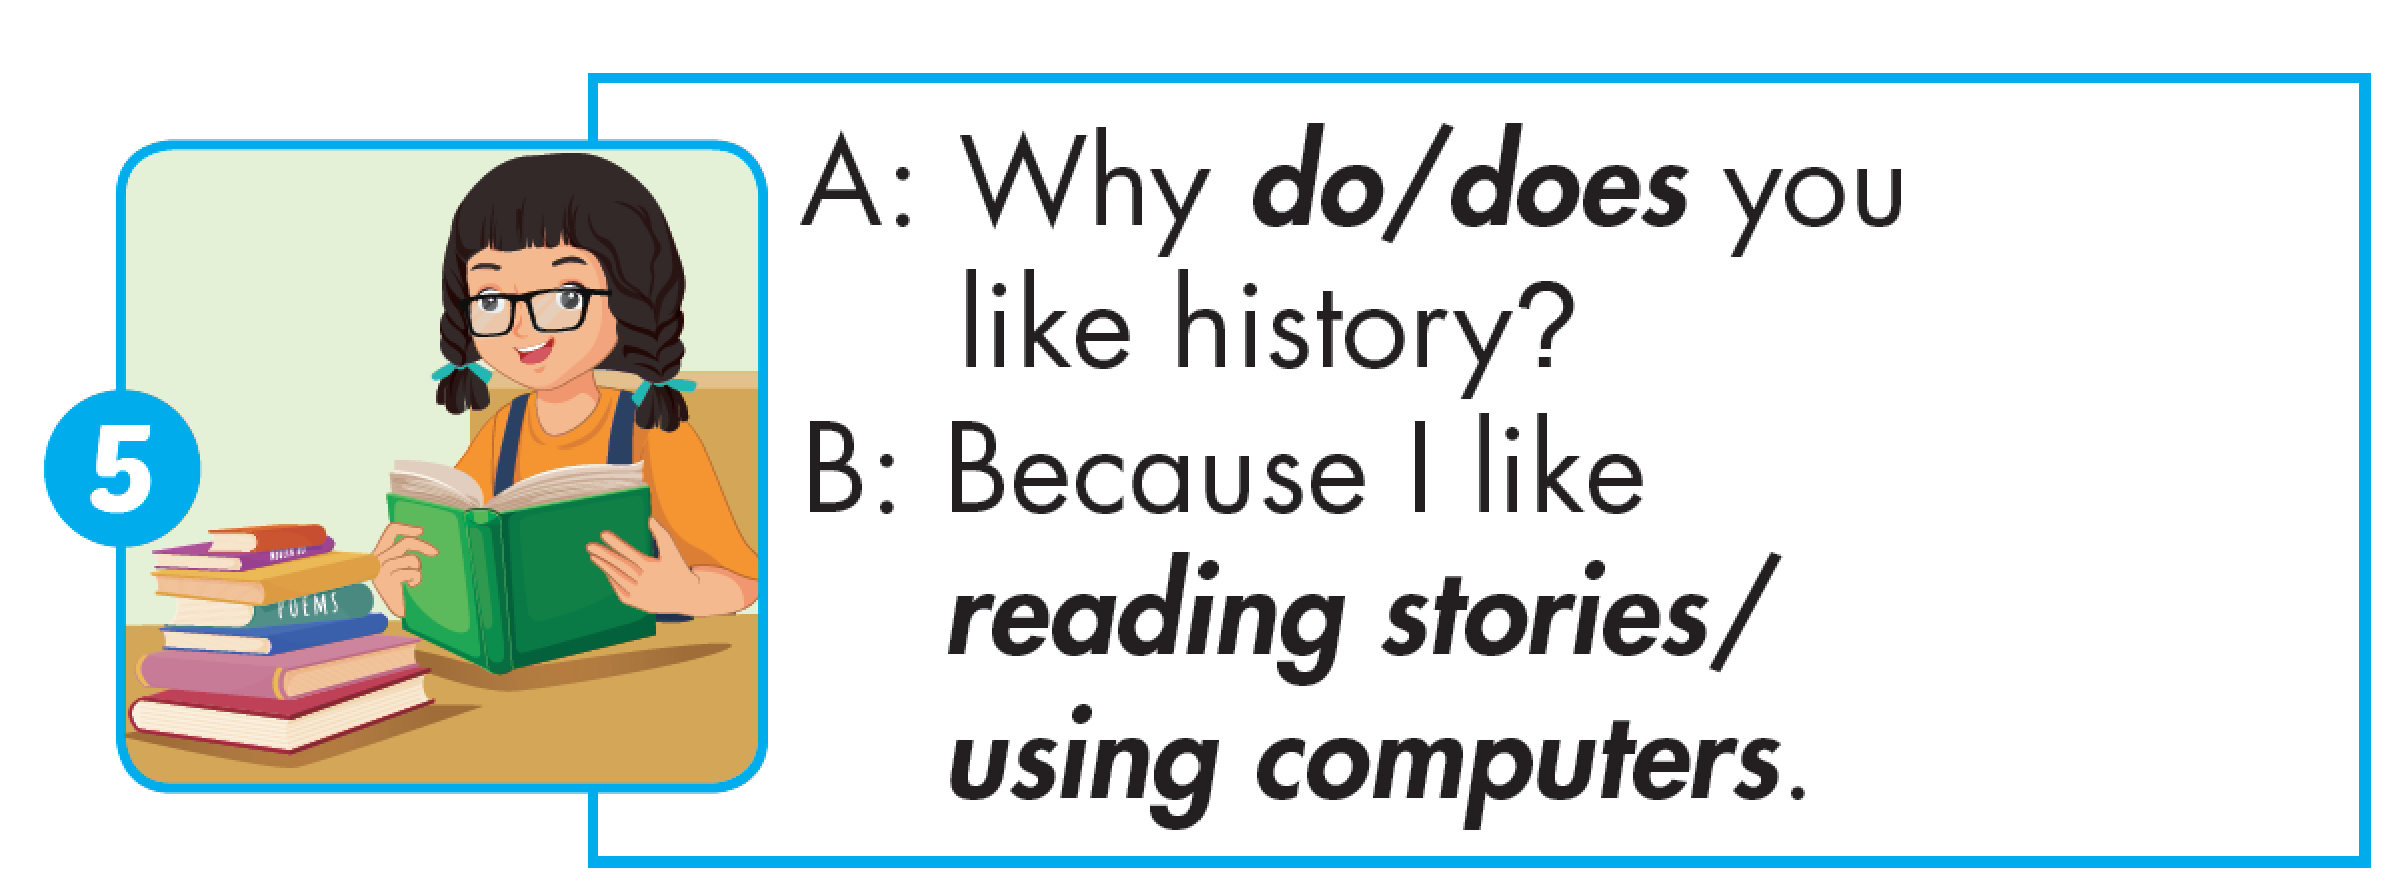 A: Why do/does you
like history?
B: Because I like
reading stories/
using computers.
5
POEMS